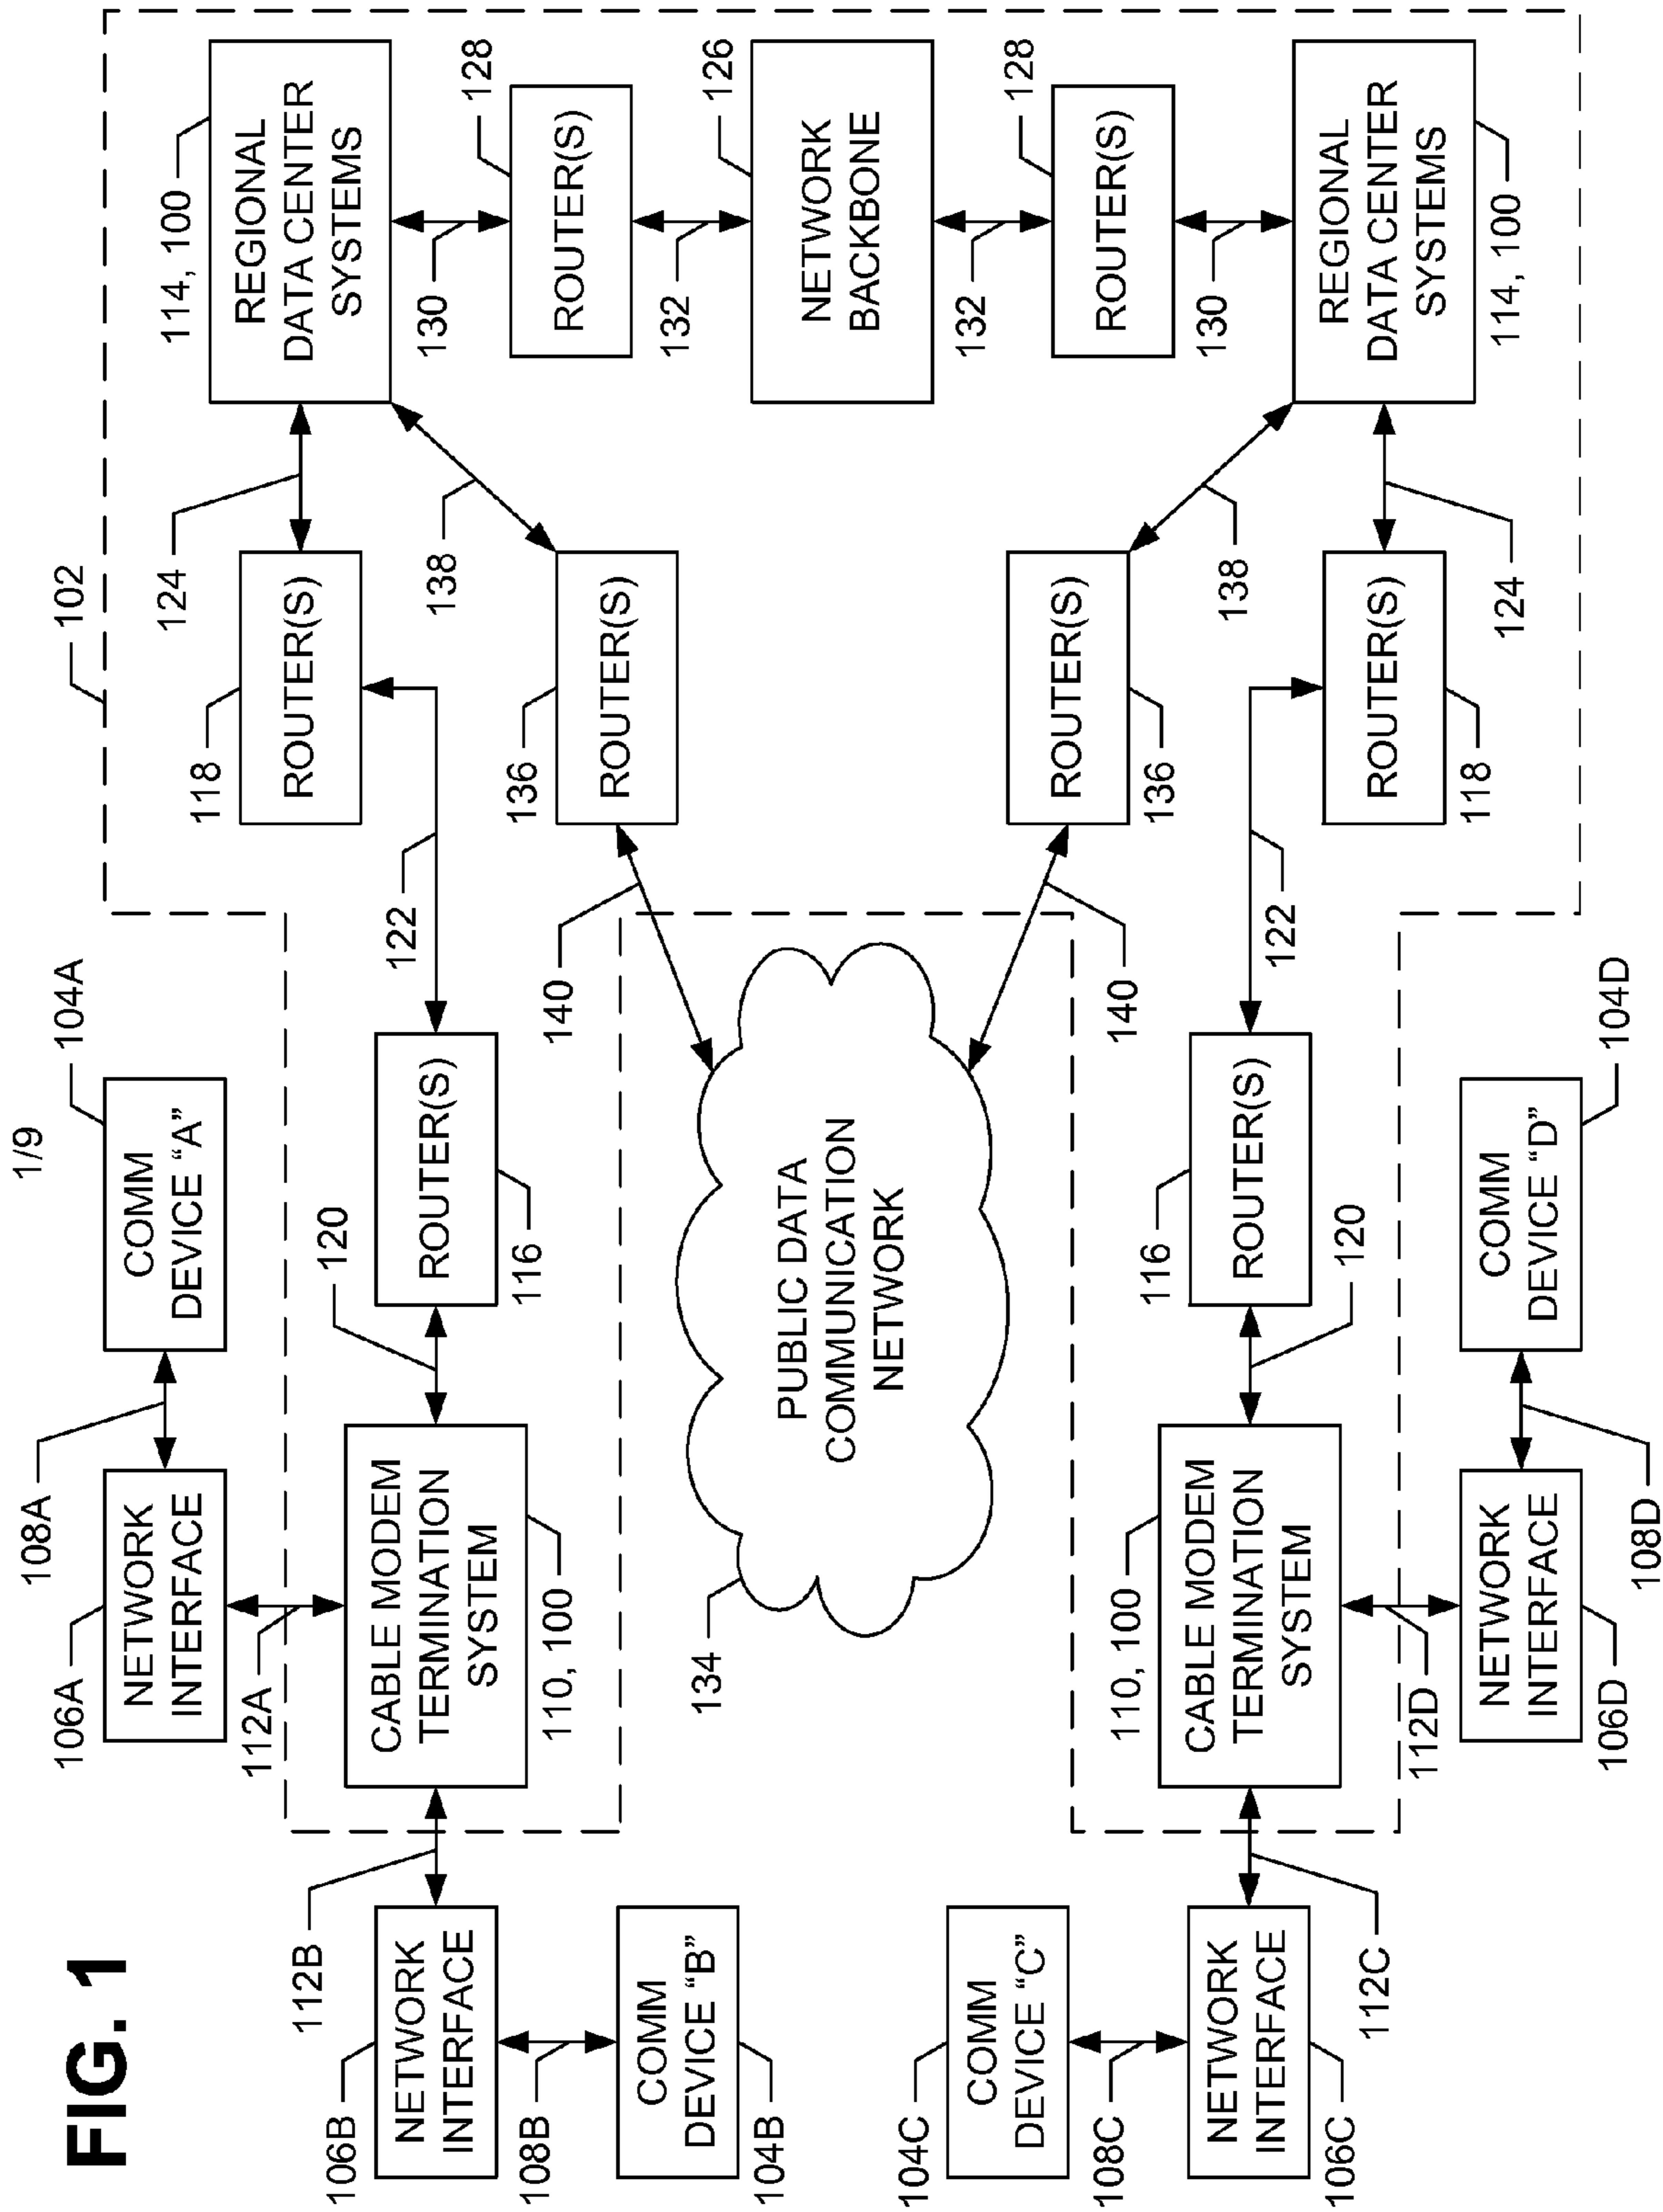 1/9
FIG. 1
106A
108A
104A
NETWORK
INTERFACE
COMM
DEVICE "A"
102
112A
114, 100
118
124
REGIONAL
DATA CENTER
SYSTEMS
ROUTER(S)
112B
120
122
106B
CABLE MODEM
TERMINATION
SYSTEM
ROUTER(S)
138
130
NETWORK
INTERFACE
128
110, 100
116
136
108B
140
ROUTER(S)
ROUTER(S)
132
COMM
DEVICE "B"
134
126
104B
PUBLIC DATA
COMMUNICATION
NETWORK
NETWORK
BACKBONE
104C
132
128
COMM
DEVICE "C"
ROUTER(S)
ROUTER(S)
108C
140
116
136
138
130
110, 100
NETWORK
INTERFACE
CABLE MODEM
TERMINATION
SYSTEM
ROUTER(S)
122
106C
120
REGIONAL
DATA CENTER
SYSTEMS
112C
112D
ROUTER(S)
118
124
114, 100
NETWORK
INTERFACE
COMM
DEVICE "D"
106D
108D
104D